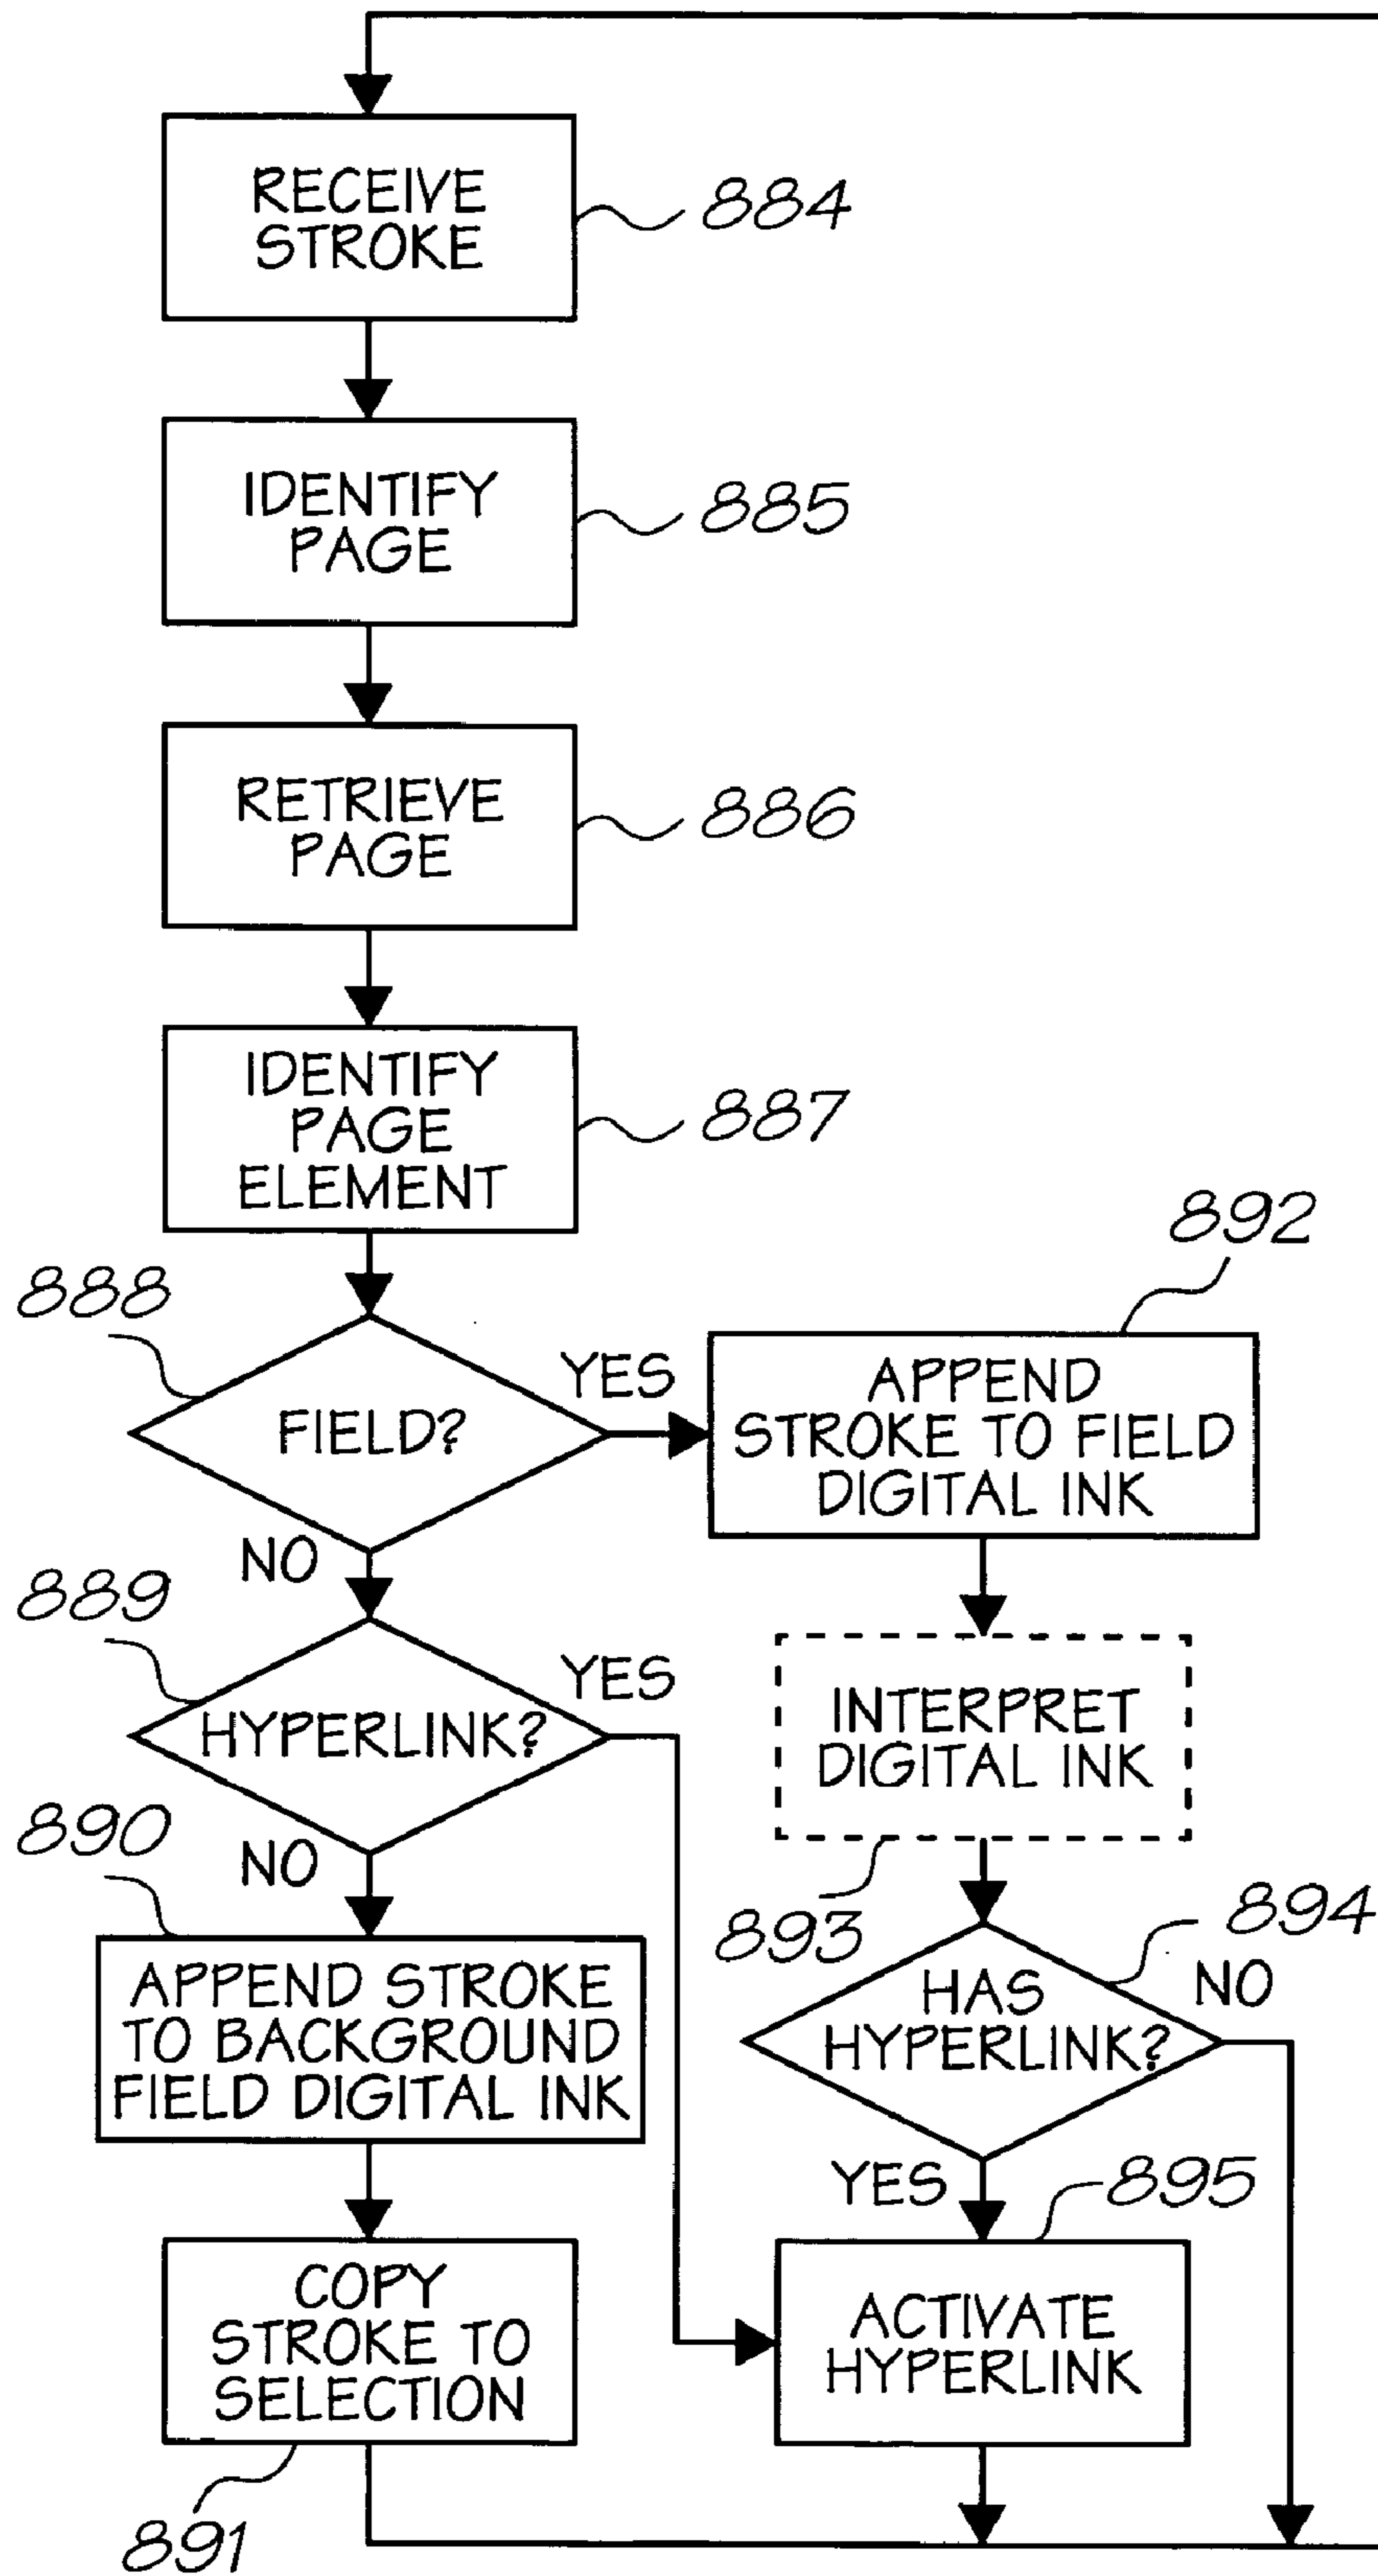 RECEIVE
STROKE
884
IDENTIFY
PAGE
885
RETRIEVE
PAGE
886
IDENTIFY
PAGE
ELEMENT
887
888
FIELD?
YES
NO
892
APPEND
STROKE TO FIELD
DIGITAL INK
889
HYPERLINK?
YES
NO
INTERPRET
DIGITAL INK
893
890
APPEND STROKE
TO BACKGROUND
FIELD DIGITAL INK
894
HAS
HYPERLINK?
NO
YES
895
COPY
STROKE TO
SELECTION
891
ACTIVATE
HYPERLINK